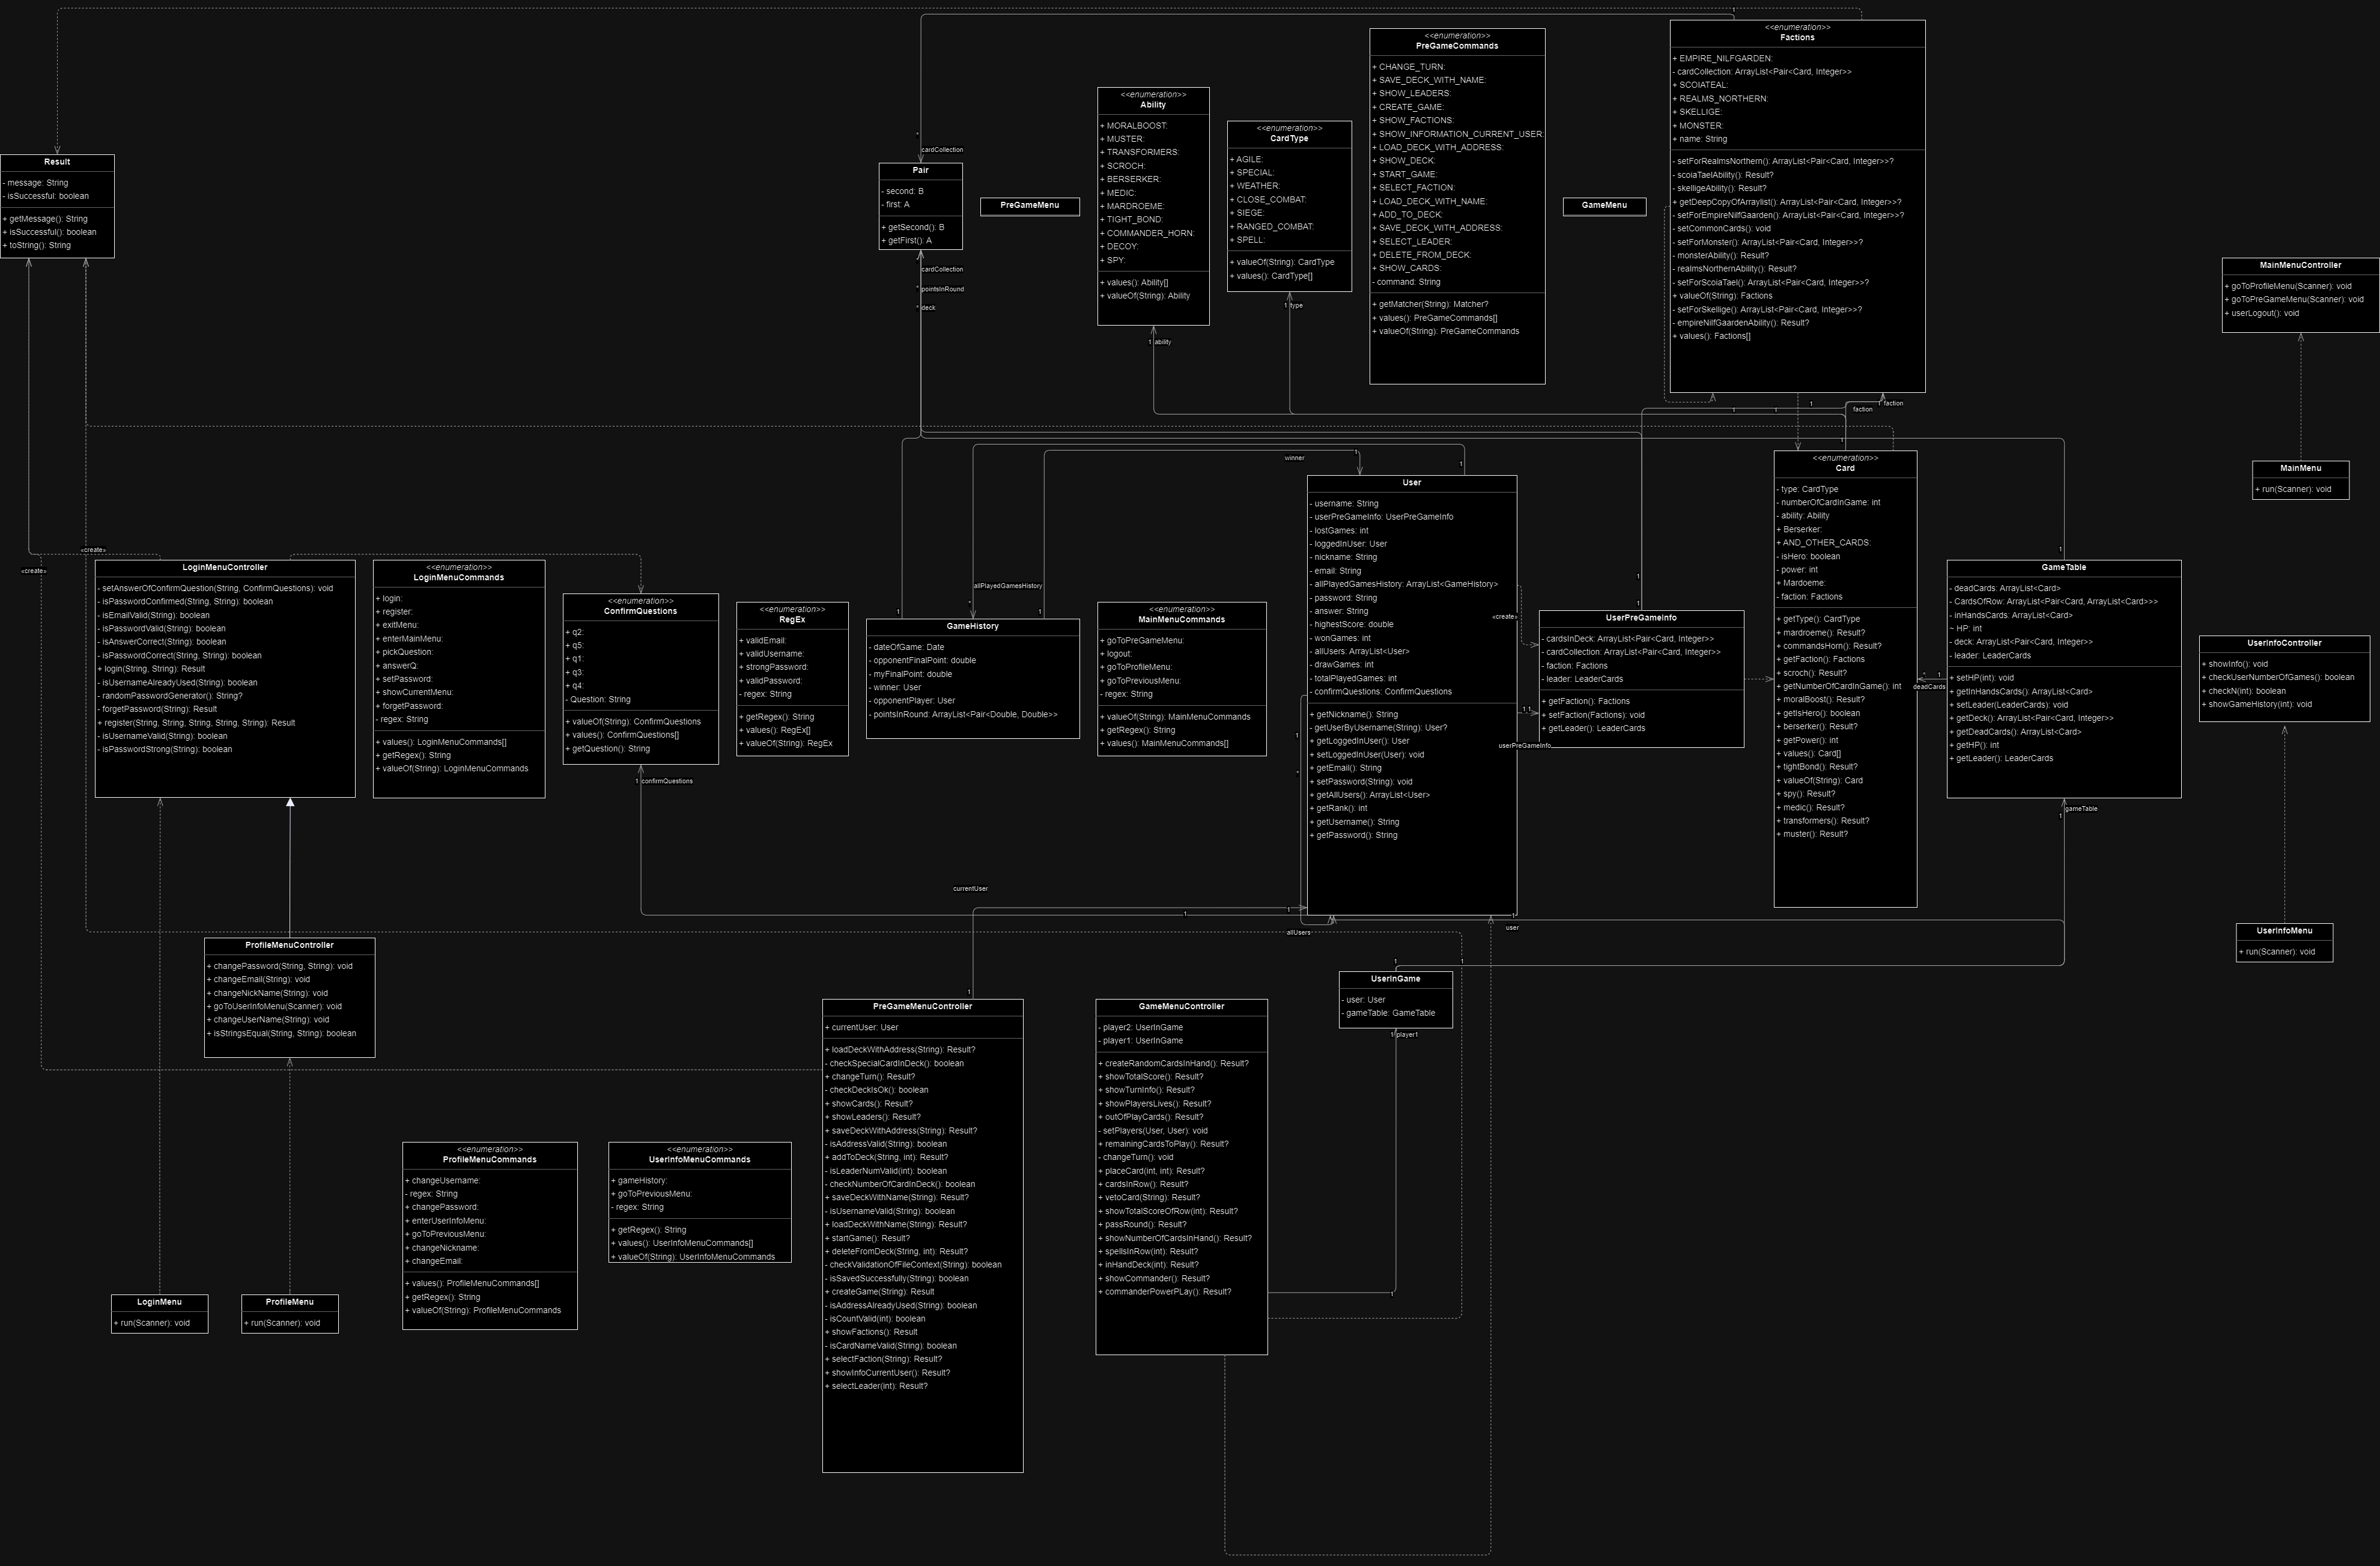 1
<<enumeration>>
Factions
+ EMPIRE_NILFGARDEN:
- cardCollection: ArrayList<Pair<Card, Integer>>
+ SCOIATEAL:
+ REALMS_NORTHERN:
+ SKELLIGE:
+ MONSTER:
+ name: String
- setForRealmsNorthern(): ArrayList<Pair<Card, Integer>>?
- scoiaTaelAbility(): Result?
- skelligeAbility(): Result?
+ getDeepCopyOfArraylist(): ArrayList<Pair<Card, Integer>>?
- setForEmpireNilfGaarden(): ArrayList<Pair<Card, Integer>>?
- setCommonCards(): void
- setForMonster(): ArrayList<Pair<Card, Integer>>?
- monsterAbility(): Result?
- realmsNorthernAbility(): Result?
- setForScoiaTael(): ArrayList<Pair<Card, Integer>>?
+ valueOf(String): Factions
- setForSkellige(): ArrayList<Pair<Card, Integer>>?
- empireNilfGaardenAbility(): Result?
+ values(): Factions[]
<<enumeration>>
PreGameCommands
+ CHANGE_TURN:
+ SAVE_DECK_WITH_NAME:
+ SHOW_LEADERS:
+ CREATE_GAME:
+ SHOW_FACTIONS:
+ SHOW_INFORMATION_CURRENT_USER:
+ LOAD_DECK_WITH_ADDRESS:
+ SHOW_DECK:
+ START_GAME:
+ SELECT_FACTION:
+ LOAD_DECK_WITH_NAME:
+ ADD_TO_DECK:
+ SAVE_DECK_WITH_ADDRESS:
+ SELECT_LEADER:
+ DELETE_FROM_DECK:
+ SHOW_CARDS:
- command: String
+ getMatcher(String): Matcher?
+ values(): PreGameCommands[]
+ valueOf(String): PreGameCommands
<<enumeration>>
Ability
+ MORALBOOST:
+ MUSTER:
+ TRANSFORMERS:
+ SCROCH:
+ BERSERKER:
+ MEDIC:
+ MARDROEME:
+ TIGHT_BOND:
+ COMMANDER_HORN:
+ DECOY:
+ SPY:
+ values(): Ability[]
+ valueOf(String): Ability
1 ability
<<enumeration>>
CardType
+ AGILE:
+ SPECIAL:
+ WEATHER:
+ CLOSE_COMBAT:
+ SIEGE:
+ RANGED_COMBAT:
+ SPELL:
+ valueOf(String): CardType
+ values(): CardType[]
1 type
*
cardCollection
Pair
- second: B
- first: A
+ getSecond(): B
+ getFirst(): A
cardCollection
* pointsInRound
* deck
PreGameMenu
GameMenu
Result
- message: String
- isSuccessful: boolean
+ getMessage(): String
+ isSuccessful(): boolean
+ toString(): String
MainMenuController
+ goToProfileMenu(Scanner): void
+ goToPreGameMenu(Scanner): void
+ userLogout(): void
MainMenu
+ run(Scanner): void
1
1
1
1 faction
faction
1
winner
1
1
<<enumeration>>
Card
- type: CardType
- numberOfCardInGame: int
- ability: Ability
+ Berserker:
+ AND_OTHER_CARDS:
- isHero: boolean
- power: int
+ Mardoeme:
- faction: Factions
+ getType(): CardType
+ mardroeme(): Result?
+ commandsHorn(): Result?
+ getFaction(): Factions
+ scroch(): Result?
+ getNumberOfCardInGame(): int
+ moralBoost(): Result?
+ getIsHero(): boolean
+ berserker(): Result?
+ getPower(): int
+ values(): Card[]
+ tightBond(): Result?
+ valueOf(String): Card
+ spy(): Result?
+ medic(): Result?
+ transformers(): Result?
+ muster(): Result?
User
- username: String
- userPreGameInfo: UserPreGameInfo
- lostGames: int
- loggedInUser: User
- nickname: String
- email: String
- allPlayedGamesHistory: ArrayList<GameHistory>
- password: String
- answer: String
- highestScore: double
- wonGames: int
- allUsers: ArrayList<User>
- drawGames: int
- totalPlayedGames: int
- confirmQuestions: ConfirmQuestions
+ getNickname(): String
+ getUserByUsername(String): User?
+ getLoggedInUser(): User
+ setLoggedInUser(User): void
+ getEmail(): String
+ setPassword(String): void
+ getAllUsers(): ArrayList<User>
+ getRank(): int
+ getUsername(): String
+ getPassword(): String
«create»
1
1
UserPreGameInfo
- cardsInDeck: ArrayList<Pair<Card, Integer>>
- cardCollection: ArrayList<Pair<Card, Integer>>
- faction: Factions
- leader: LeaderCards
+ getFaction(): Factions
+ setFaction(Factions): void
+ getLeader(): LeaderCards
1 1
userPreGameInfo
1
GameTable
- deadCards: ArrayList<Card>
- CardsOfRow: ArrayList<Pair<Card, ArrayList<Card>>>
- inHandsCards: ArrayList<Card>
~ HP: int
- deck: ArrayList<Pair<Card, Integer>>
- leader: LeaderCards
+ setHP(int): void
+ getInHandsCards(): ArrayList<Card>
+ setLeader(LeaderCards): void
+ getDeck(): ArrayList<Pair<Card, Integer>>
+ getDeadCards(): ArrayList<Card>
+ getHP(): int
+ getLeader(): LeaderCards
* 1
deadCards
gameTable
1
UserInfoController
+ showInfo(): void
+ checkUserNumberOfGames(): boolean
+ checkN(int): boolean
+ showGameHistory(int): void
UserInfoMenu
+ run(Scanner): void
«create»
«create»
LoginMenuController
- setAnswerOfConfirmQuestion(String, ConfirmQuestions): void
- isPasswordConfirmed(String, String): boolean
- isEmailValid(String): boolean
- isPasswordValid(String): boolean
- isAnswerCorrect(String): boolean
- isPasswordCorrect(String, String): boolean
+ login(String, String): Result
- isUsernameAlreadyUsed(String): boolean
- randomPasswordGenerator(): String?
- forgetPassword(String): Result
+ register(String, String, String, String, String): Result
- isUsernameValid(String): boolean
- isPasswordStrong(String): boolean
<<enumeration>>
LoginMenuCommands
+ login:
+ register:
+ exitMenu:
+ enterMainMenu:
+ pickQuestion:
+ answerQ:
+ setPassword:
+ showCurrentMenu:
+ forgetPassword:
- regex: String
+ values(): LoginMenuCommands[]
+ getRegex(): String
+ valueOf(String): LoginMenuCommands
<<enumeration>>
ConfirmQuestions
+ q2:
+ q5:
+ q1:
+ q3:
+ q4:
- Question: String
+ valueOf(String): ConfirmQuestions
+ values(): ConfirmQuestions[]
+ getQuestion(): String
1 confirmQuestions
<<enumeration>>
RegEx
+ validEmail:
+ validUsername:
+ strongPassword:
+ validPassword:
- regex: String
+ getRegex(): String
+ values(): RegEx[]
+ valueOf(String): RegEx
allPlayedGamesHistory
1
*
1
GameHistory
- dateOfGame: Date
- opponentFinalPoint: double
- myFinalPoint: double
- winner: User
- opponentPlayer: User
- pointsInRound: ArrayList<Pair<Double, Double>>
<<enumeration>>
MainMenuCommands
+ goToPreGameMenu:
+ logout:
+ goToProfileMenu:
+ goToPreviousMenu:
- regex: String
+ valueOf(String): MainMenuCommands
+ getRegex(): String
+ values(): MainMenuCommands[]
1
*
currentUser
1
1
1
allUsers
user
ProfileMenuController
+ changePassword(String, String): void
+ changeEmail(String): void
+ changeNickName(String): void
+ goToUserInfoMenu(Scanner): void
+ changeUserName(String): void
+ isStringsEqual(String, String): boolean
1
PreGameMenuController
+ currentUser: User
+ loadDeckWithAddress(String): Result?
- checkSpecialCardInDeck(): boolean
+ changeTurn(): Result?
- checkDeckIsOk(): boolean
+ showCards(): Result?
+ showLeaders(): Result?
+ saveDeckWithAddress(String): Result?
- isAddressValid(String): boolean
+ addToDeck(String, int): Result?
- isLeaderNumValid(int): boolean
- checkNumberOfCardInDeck(): boolean
+ saveDeckWithName(String): Result?
- isUsernameValid(String): boolean
+ loadDeckWithName(String): Result?
+ startGame(): Result?
+ deleteFromDeck(String, int): Result?
- checkValidationOfFileContext(String): boolean
- isSavedSuccessfully(String): boolean
+ createGame(String): Result
- isAddressAlreadyUsed(String): boolean
- isCountValid(int): boolean
+ showFactions(): Result
- isCardNameValid(String): boolean
+ selectFaction(String): Result?
+ showInfoCurrentUser(): Result?
+ selectLeader(int): Result?
GameMenuController
- player2: UserInGame
- player1: UserInGame
+ createRandomCardsInHand(): Result?
+ showTotalScore(): Result?
+ showTurnInfo(): Result?
+ showPlayersLives(): Result?
+ outOfPlayCards(): Result?
- setPlayers(User, User): void
+ remainingCardsToPlay(): Result?
- changeTurn(): void
+ placeCard(int, int): Result?
+ cardsInRow(): Result?
+ vetoCard(String): Result?
+ showTotalScoreOfRow(int): Result?
+ passRound(): Result?
+ showNumberOfCardsInHand(): Result?
+ spellsInRow(int): Result?
+ inHandDeck(int): Result?
+ showCommander(): Result?
+ commanderPowerPLay(): Result?
1
1
1
UserInGame
- user: User
- gameTable: GameTable
1 player1
<<enumeration>>
ProfileMenuCommands
+ changeUsername:
- regex: String
+ changePassword:
+ enterUserInfoMenu:
+ goToPreviousMenu:
+ changeNickname:
+ changeEmail:
+ values(): ProfileMenuCommands[]
+ getRegex(): String
+ valueOf(String): ProfileMenuCommands
<<enumeration>>
UserInfoMenuCommands
+ gameHistory:
+ goToPreviousMenu:
- regex: String
+ getRegex(): String
+ values(): UserInfoMenuCommands[]
+ valueOf(String): UserInfoMenuCommands
LoginMenu
+ run(Scanner): void
ProfileMenu
+ run(Scanner): void